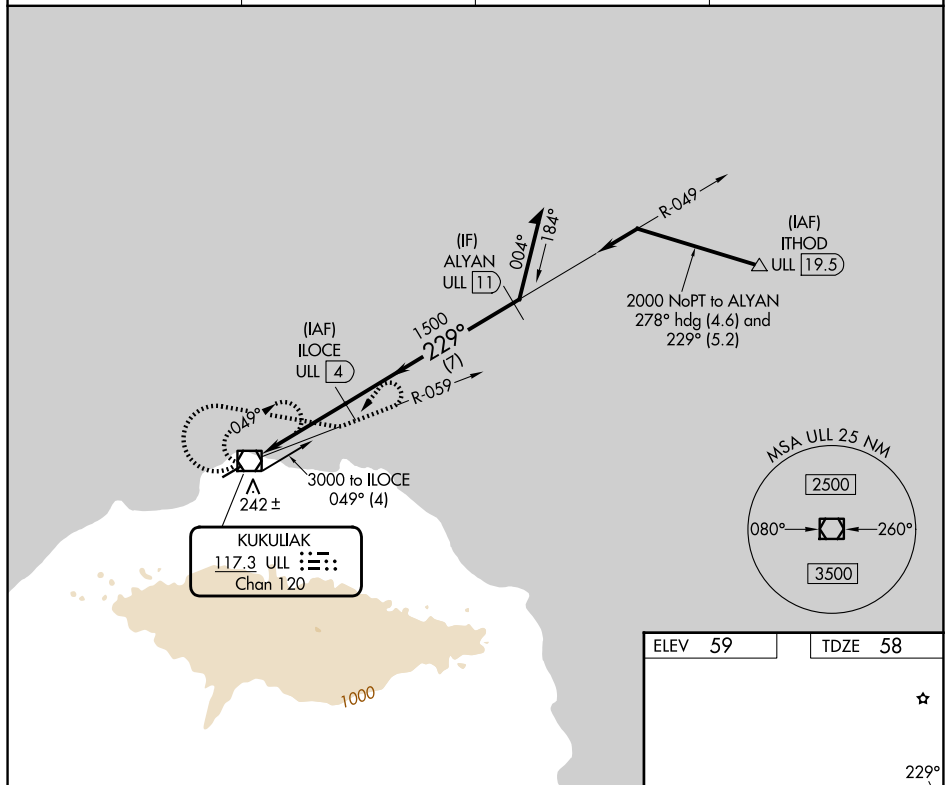 R-049
(IAF)
ITHOD
ULL 19.5
004°
184°
(IF)
ALYAN
ULL 11
2000 NoPT to ALYAN
278° hdg (4.6) and
229° (5.2)
1500
229°
(7)
(IAF)
ILOCE
ULL 4
R-059
049°
3000 to ILOCE
049° (4)
242 ±
KUKULIAK
117.3 ULL
Chan 120
MSA ULL 25 NM
2500
080°
260°
3500
1000
ELEV 59
TDZE 58
229°